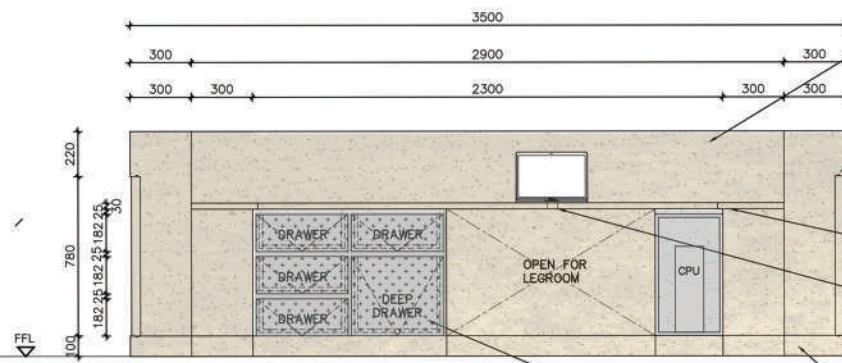 3500
300 2900 300
300 300 2300 300 300
220
780
30
182 25 182 25 182 25
100
DRAWER DRAWER
DRAWER
DEEP
DRAWER
DRAWER
OPEN FOR
LEGROOM
CPU
FFL